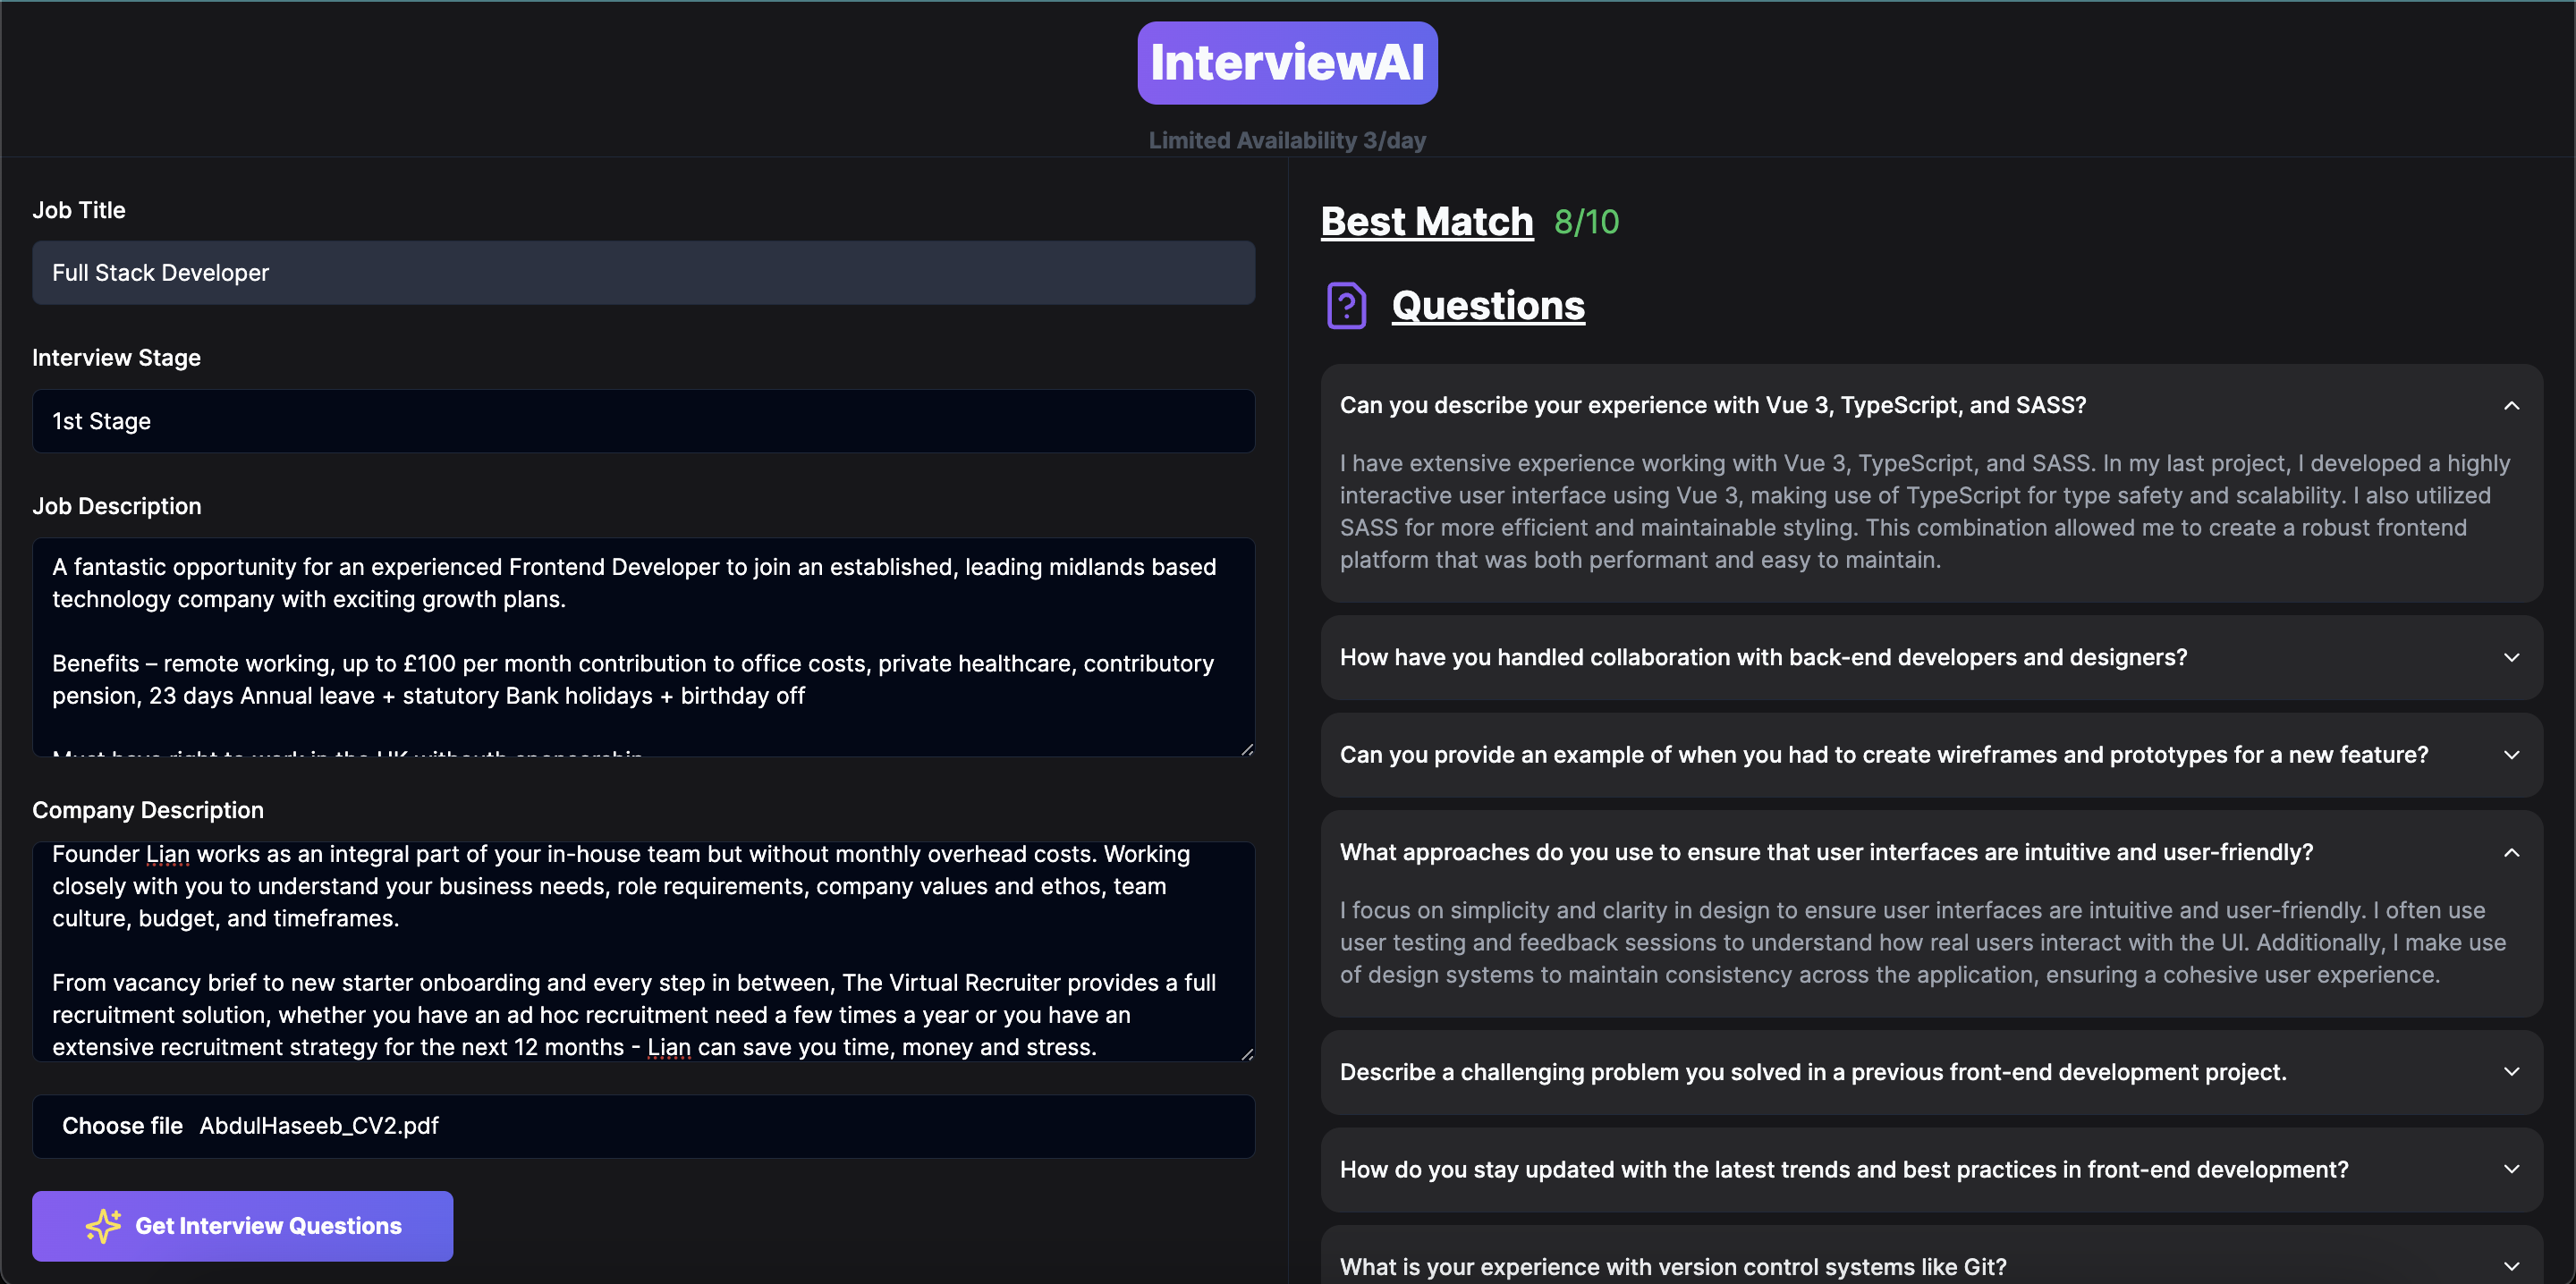 InterviewAI
Limited Availability 3/day
Job Title
Full Stack Developer
Interview Stage
1st Stage
Job Description
A fantastic opportunity for an experienced Frontend Developer to join an established, leading midlands based
technology company with exciting growth plans.
Benefits – remote working, up to £100 per month contribution to office costs, private healthcare, contributory
pension, 23 days Annual leave + statutory Bank holidays + birthday off
Must have right to work in the UK withouth sponsorship
Company Description
Founder Lian works as an integral part of your in-house team but without monthly overhead costs. Working
closely with you to understand your business needs, role requirements, company values and ethos, team
culture, budget, and timeframes.
From vacancy brief to new starter onboarding and every step in between, The Virtual Recruiter provides a full
recruitment solution, whether you have an ad hoc recruitment need a few times a year or you have an
extensive recruitment strategy for the next 12 months - Lian can save you time, money and stress.
Choose file AbdulHaseeb_CV2.pdf
Get Interview Questions
Best Match 8/10
Questions
Can you describe your experience with Vue 3, TypeScript, and SASS?
I have extensive experience working with Vue 3, TypeScript, and SASS. In my last project, I developed a highly
interactive user interface using Vue 3, making use of TypeScript for type safety and scalability. I also utilized
SASS for more efficient and maintainable styling. This combination allowed me to create a robust frontend
platform that was both performant and easy to maintain.
How have you handled collaboration with back-end developers and designers?
Can you provide an example of when you had to create wireframes and prototypes for a new feature?
What approaches do you use to ensure that user interfaces are intuitive and user-friendly?
I focus on simplicity and clarity in design to ensure user interfaces are intuitive and user-friendly. I often use
user testing and feedback sessions to understand how real users interact with the UI. Additionally, I make use
of design systems to maintain consistency across the application, ensuring a cohesive user experience.
Describe a challenging problem you solved in a previous front-end development project.
How do you stay updated with the latest trends and best practices in front-end development?
What is your experience with version control systems like Git?